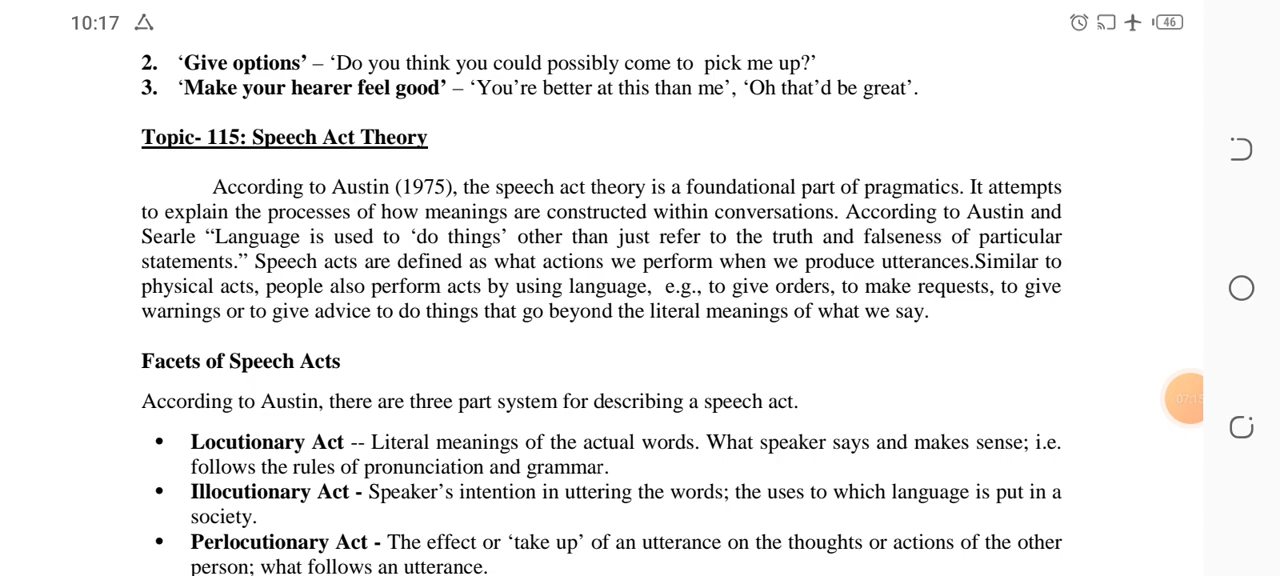 10:17
46
2. ‘Give options’ – ‘Do you think you could possibly come to pick me up?’
3. ‘Make your hearer feel good’ – ‘You’re better at this than me’, ‘Oh that’d be great’.
Topic- 115: Speech Act Theory
According to Austin (1975), the speech act theory is a foundational part of pragmatics. It attempts
to explain the processes of how meanings are constructed within conversations. According to Austin and
Searle “Language is used to ‘do things’ other than just refer to the truth and falseness of particular
statements.” Speech acts are defined as what actions we perform when we produce utterances.Similar to
physical acts, people also perform acts by using language, e.g., to give orders, to make requests, to give
warnings or to give advice to do things that go beyond the literal meanings of what we say.
Facets of Speech Acts
According to Austin, there are three part system for describing a speech act.
• Locutionary Act -- Literal meanings of the actual words. What speaker says and makes sense; i.e.
follows the rules of pronunciation and grammar.
• Illocutionary Act - Speaker’s intention in uttering the words; the uses to which language is put in a
society.
• Perlocutionary Act - The effect or ‘take up’ of an utterance on the thoughts or actions of the other
person; what follows an utterance.